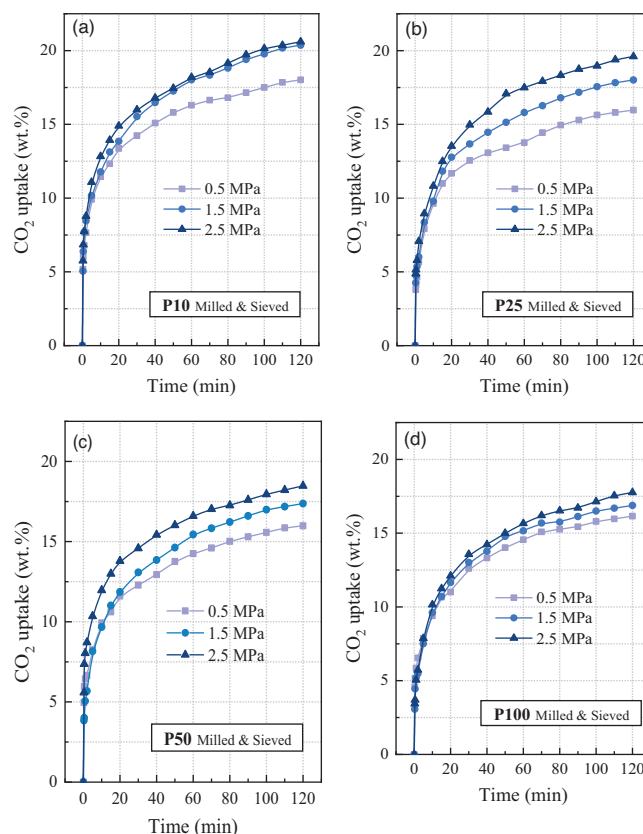 (a)
20
15
10
5
0
CO₂ uptake (wt.%)
0.5 MPa
1.5 MPa
2.5 MPa
P10 Milled & Sieved
0 20 40 60 80 100 120
Time (min)
(b)
20
15
10
5
0
CO₂ uptake (wt.%)
0.5 MPa
1.5 MPa
2.5 MPa
P25 Milled & Sieved
0 20 40 60 80 100 120
Time (min)
(c)
20
15
10
5
0
CO₂ uptake (wt.%)
0.5 MPa
1.5 MPa
2.5 MPa
P50 Milled & Sieved
0 20 40 60 80 100 120
Time (min)
(d)
20
15
10
5
0
CO₂ uptake (wt.%)
0.5 MPa
1.5 MPa
2.5 MPa
P100 Milled & Sieved
0 20 40 60 80 100 120
Time (min)